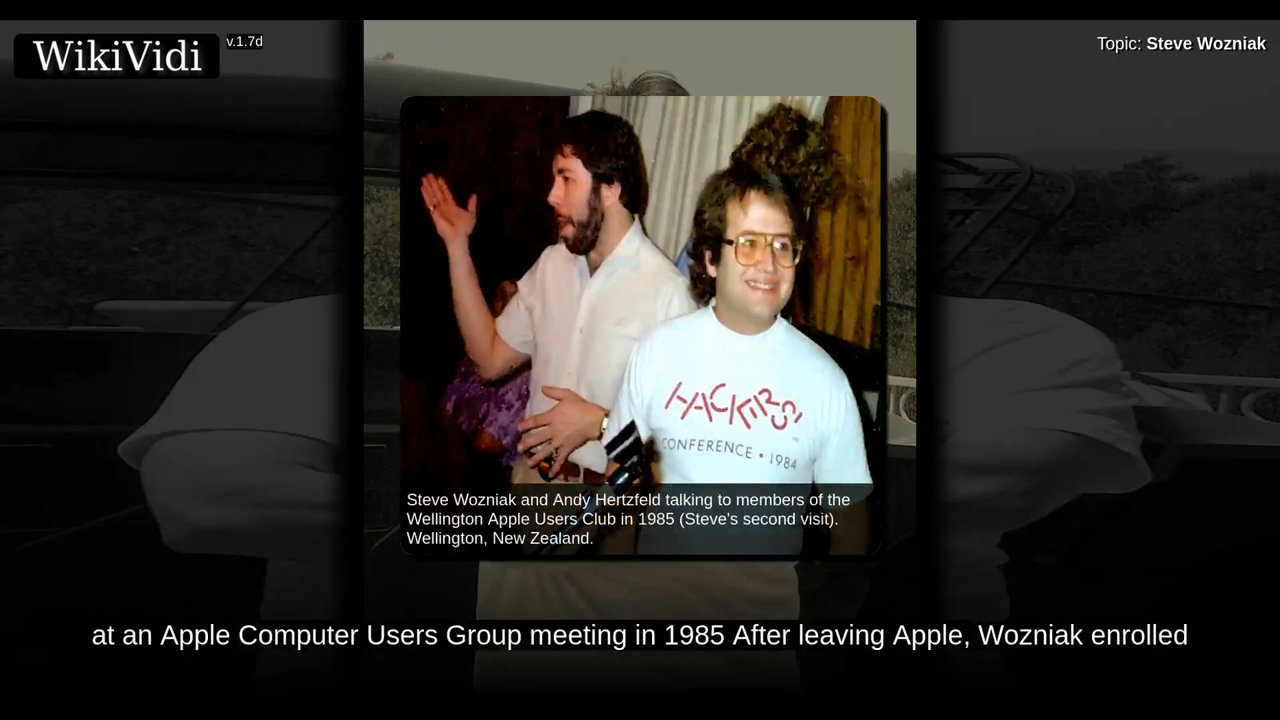 WikiVidi
v.1.7d
Topic: Steve Wozniak
HACKERS
CONFERENCE • 1984
Steve Wozniak and Andy Hertzfeld talking to members of the
Wellington Apple Users Club in 1985 (Steve's second visit).
Wellington, New Zealand.
at an Apple Computer Users Group meeting in 1985 After leaving Apple, Wozniak enrolled